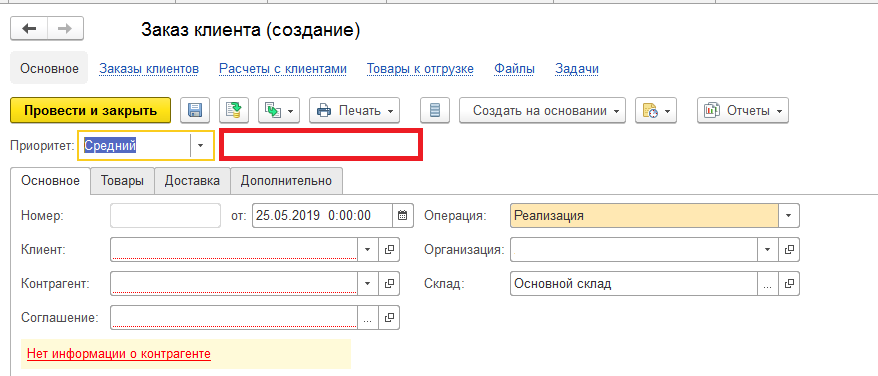 Заказ клиента (создание)
Основное Заказы клиентов Расчеты с клиентами Товары к отгрузке Файлы Задачи
Провести и закрыть Печать Создать на основании Отчеты
Приоритет: Средний
Основное Товары Доставка Дополнительно
Номер: от: 25.05.2019 0:00:00 Операция: Реализация
Клиент: Организация:
Контрагент: Склад: Основной склад ...
Соглашение: ...
Нет информации о контрагенте